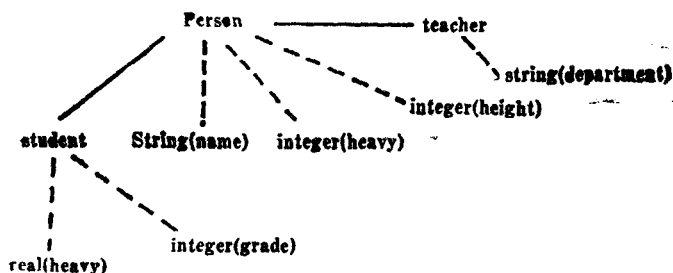 Person
teacher
string(department)
integer(height)
student
String(name)
integer(heavy)
integer(grade)
real(heavy)